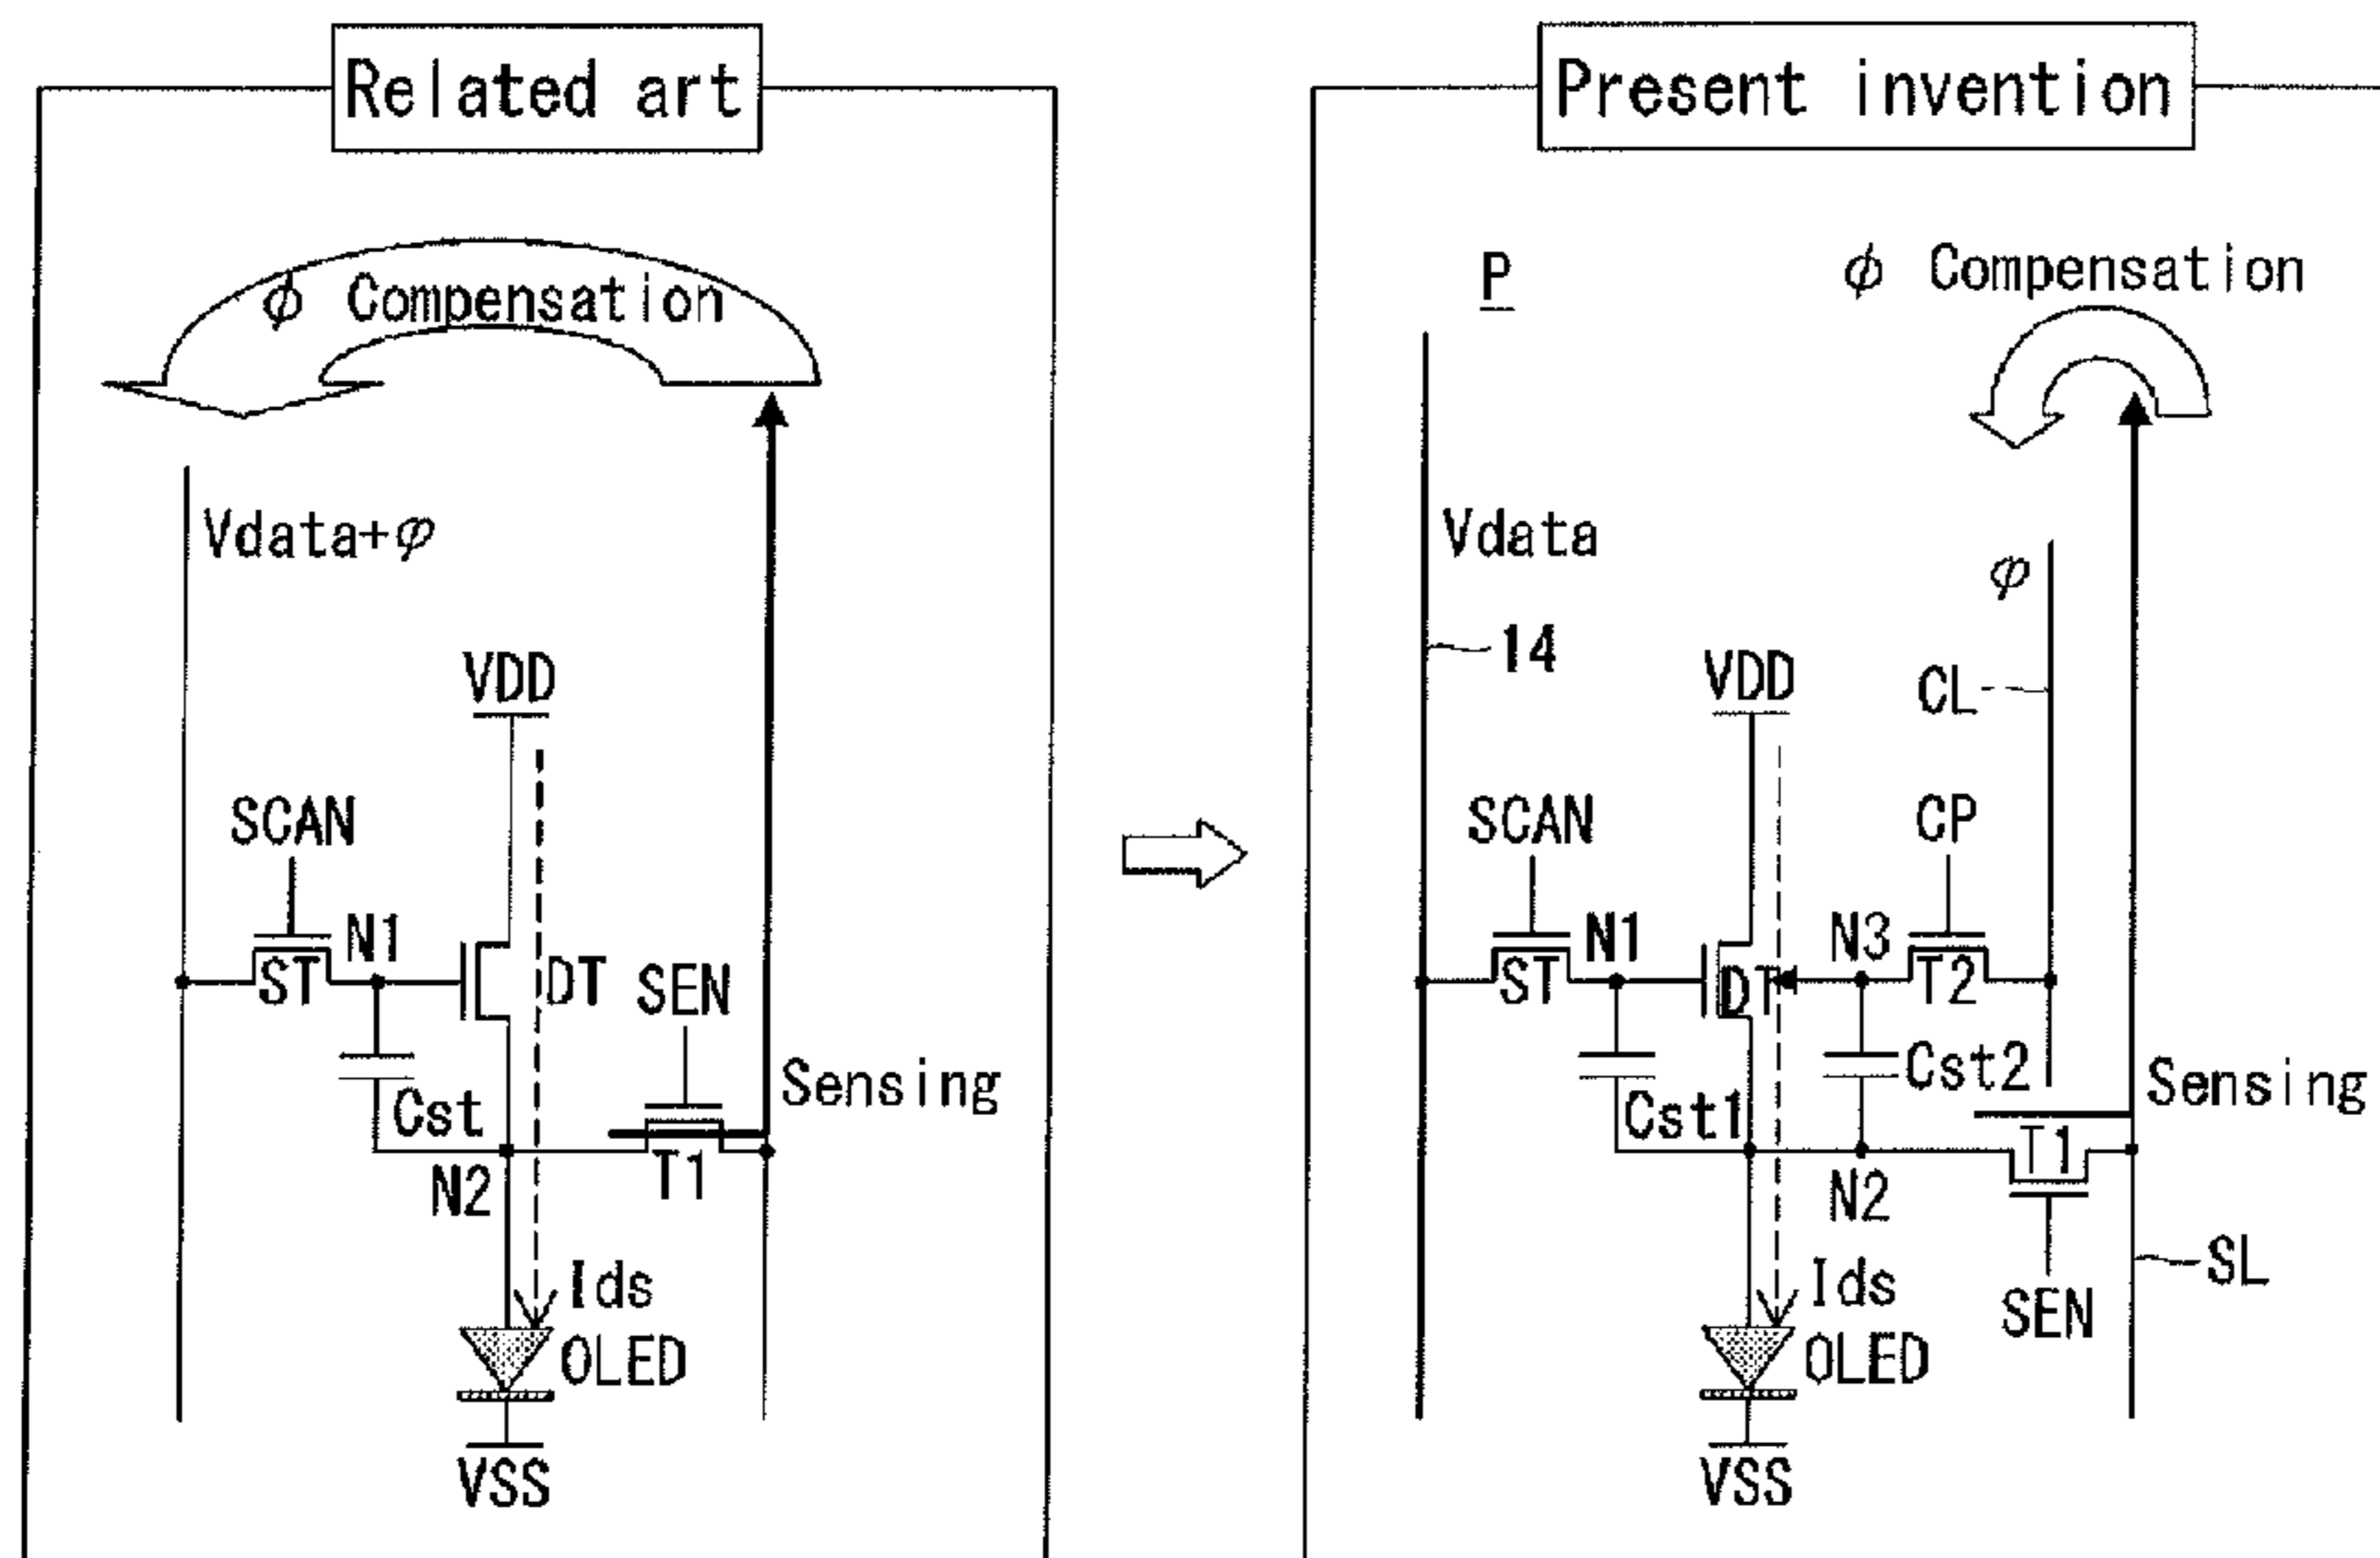 Related art
ϕ Compensation
Vdata+φ
VDD
SCAN
N1
ST
DT
SEN
Cst
Sensing
T1
N2
Ids
OLED
VSS
Present invention
P
ϕ Compensation
Vdata
φ
14
VDD
CL
SCAN
CP
N1
N3
ST
DT
T2
Cst1
Cst2
Sensing
T1
N2
SL
Ids
SEN
OLED
VSS